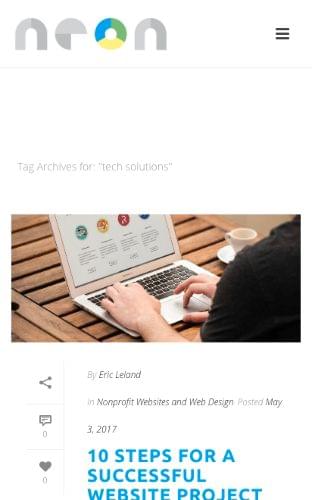 neon
Tag Archives for: "tech solutions"
By Eric Leland
in Nonprofit Websites and Web Design Posted May
3, 2017
0
0
10 STEPS FOR A
SUCCESSFUL
WEBSITE PROJECT